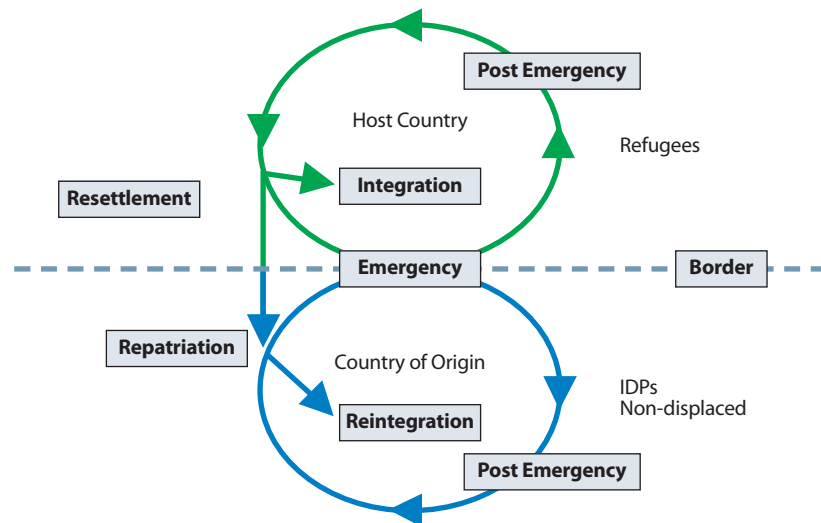 Post Emergency
Host Country
Refugees
Integration
Resettlement
Emergency
Border
Repatriation
Country of Origin
IDPs
Non-displaced
Reintegration
Post Emergency